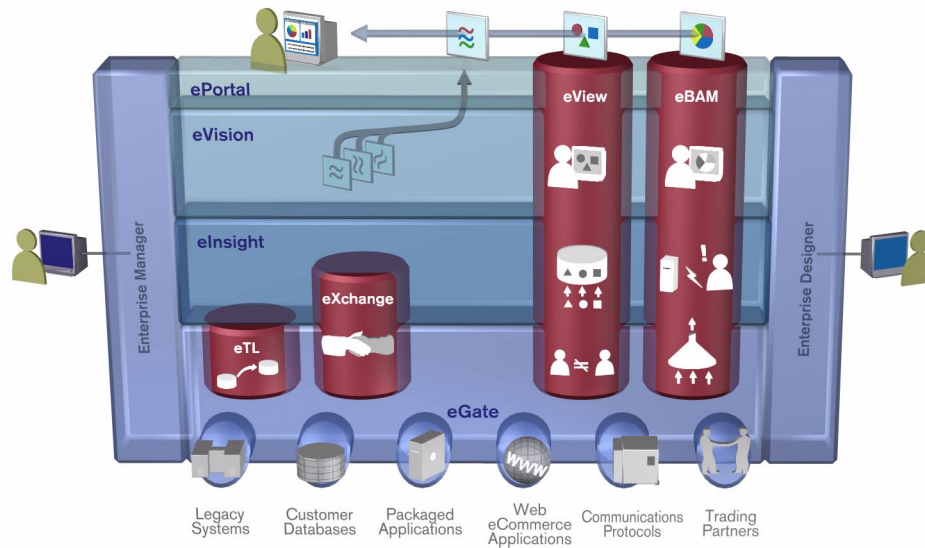 ePortal
eView
eBAM
eVision
eInsight
Enterprise Manager
Enterprise Designer
eXchange
eTL
eGate
WWW
Legacy
Systems
Customer
Databases
Packaged
Applications
Web
eCommerce
Applications
Communications
Protocols
Trading
Partners